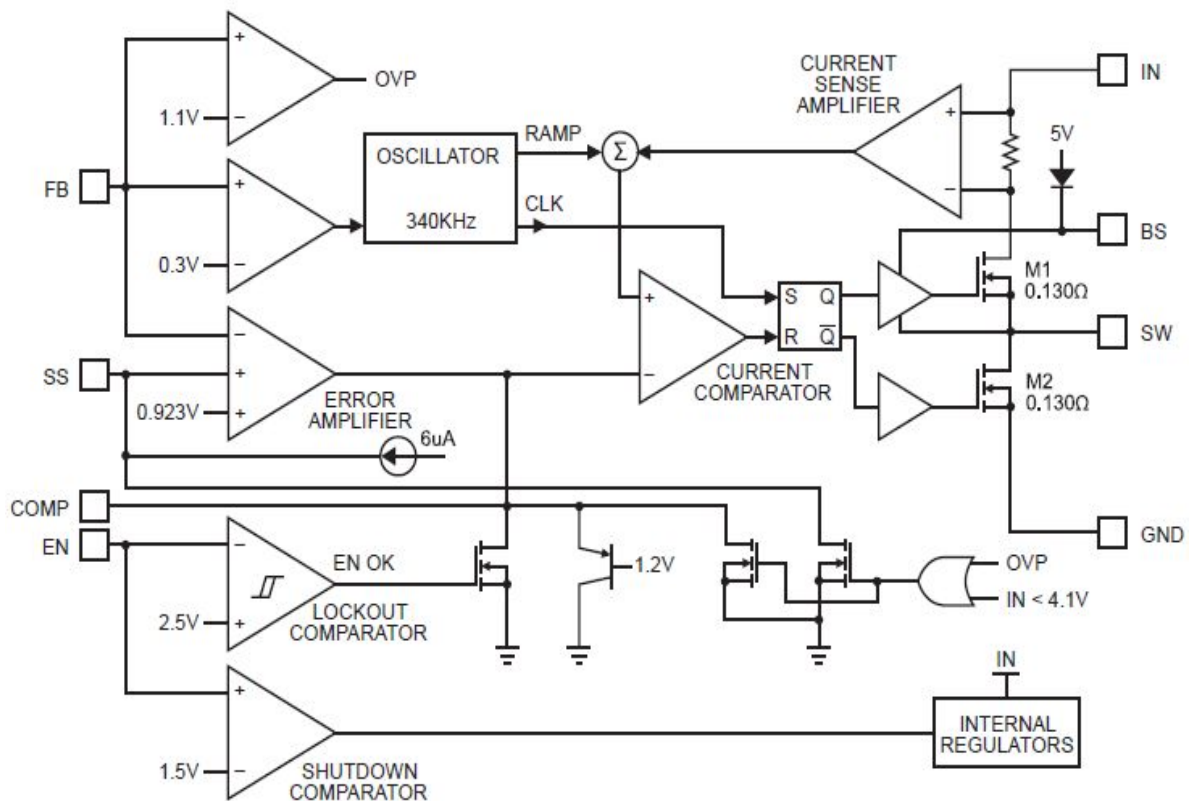 +
OVP
1.1V
−
CURRENT
SENSE
AMPLIFIER
+
−
IN
5V
RAMP
Σ
OSCILLATOR
340KHz
CLK
FB
+
0.3V
−
BS
M1
0.130Ω
S Q
R Q̅
+
−
CURRENT
COMPARATOR
SW
M2
0.130Ω
SS
−
+
0.923V
+
ERROR
AMPLIFIER
6uA
COMP
EN
GND
−
EN OK
2.5V
+
LOCKOUT
COMPARATOR
1.2V
OVP
IN < 4.1V
+
1.5V
−
SHUTDOWN
COMPARATOR
IN
INTERNAL
REGULATORS